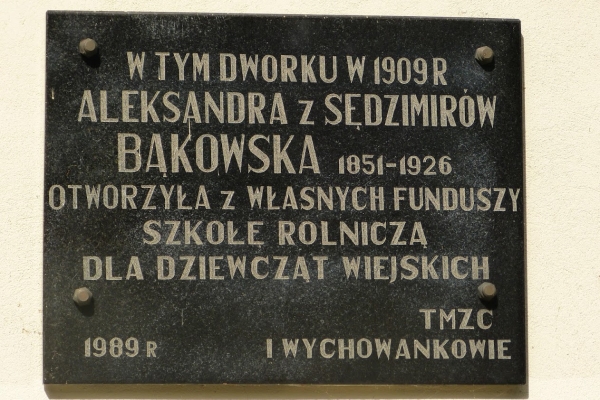 W TYM DWORKU W 1909 R
ALEKSANDRA z SĘDZIMIRÓW
BĄKOWSKA 1851-1926
OTWORZYŁA z WŁASNYCH FUNDUSZY
SZKOŁĘ ROLNICZĄ
DLA DZIEWCZĄT WIEJSKICH
TMZC
1989 R I WYCHOWANKOWIE